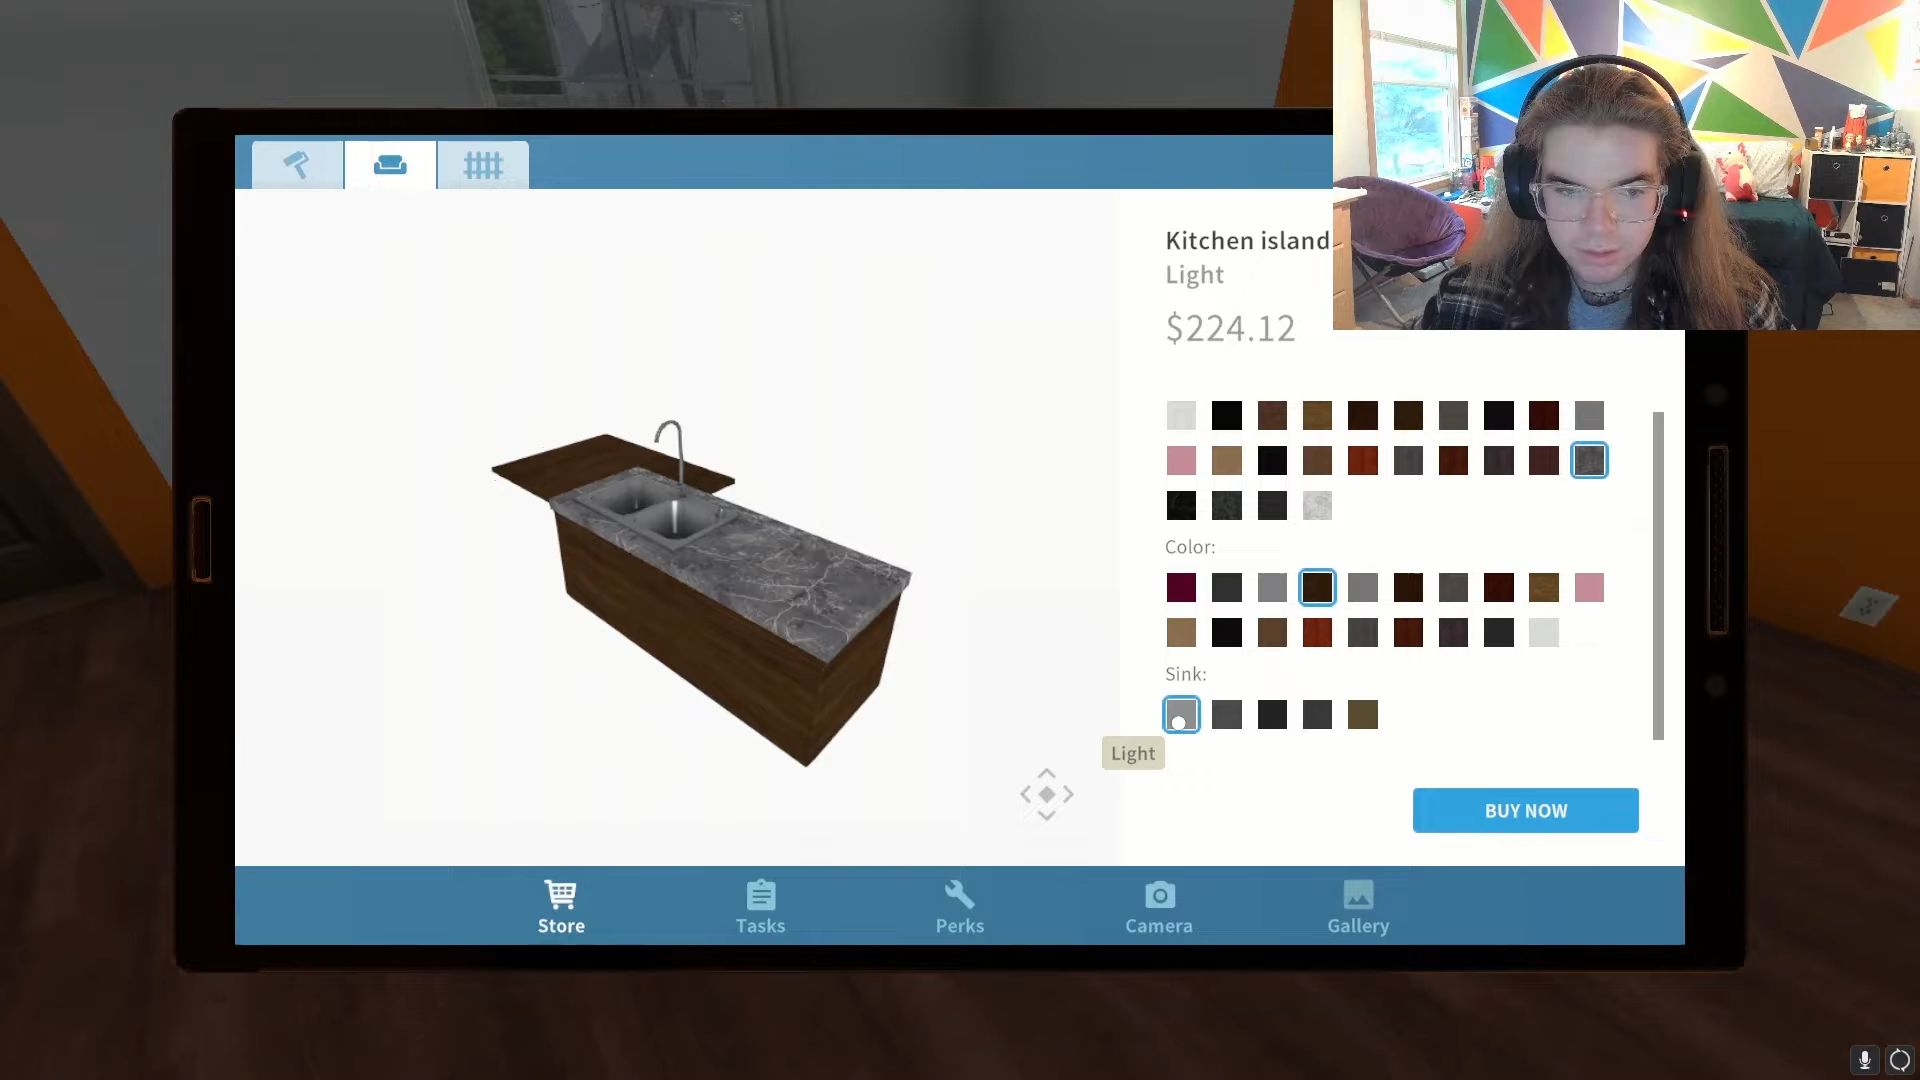 Kitchen island
Light
$224.12
Color:
Sink:
Light
BUY NOW
Store
Tasks
Perks
Camera
Gallery